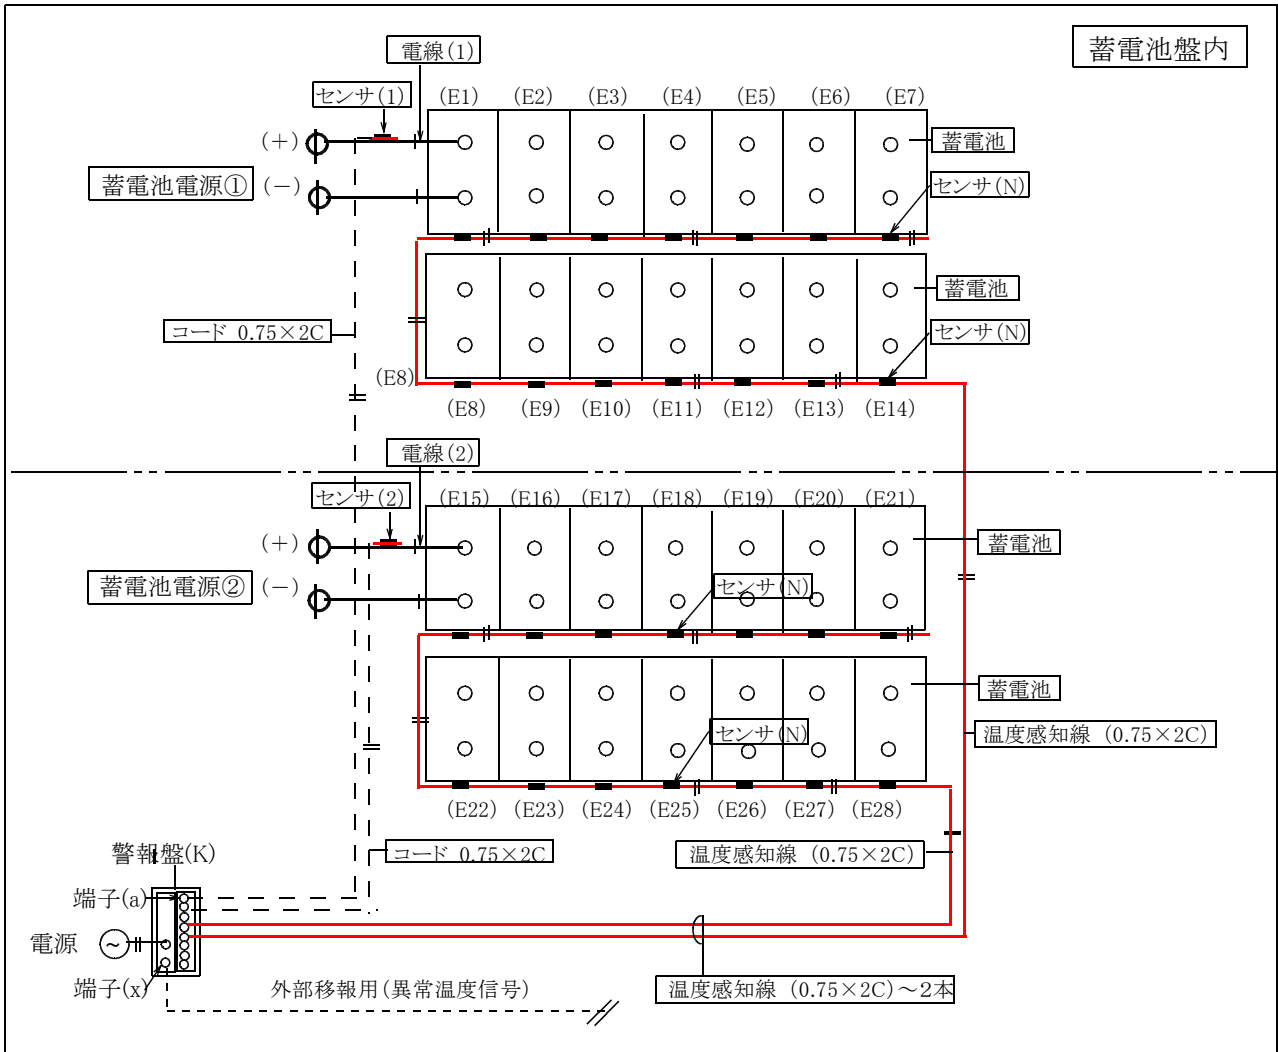 蓄電池盤内
電線(1)
センサ(1)
(E1) (E2) (E3) (E4) (E5) (E6) (E7)
(+)
蓄電池
蓄電池電源① (−)
センサ(N)
蓄電池
コード 0.75×2C
センサ(N)
(E8)
(E8) (E9) (E10) (E11) (E12) (E13) (E14)
電線(2)
センサ(2)
(E15) (E16) (E17) (E18) (E19) (E20) (E21)
(+)
蓄電池
蓄電池電源② (−)
センサ(N)
蓄電池
センサ(N)
温度感知線 (0.75×2C)
(E22) (E23) (E24) (E25) (E26) (E27) (E28)
警報盤(K)
コード 0.75×2C
温度感知線 (0.75×2C)
端子(a)
電源 ~
端子(x)
外部移報用(異常温度信号)
温度感知線 (0.75×2C)～2本